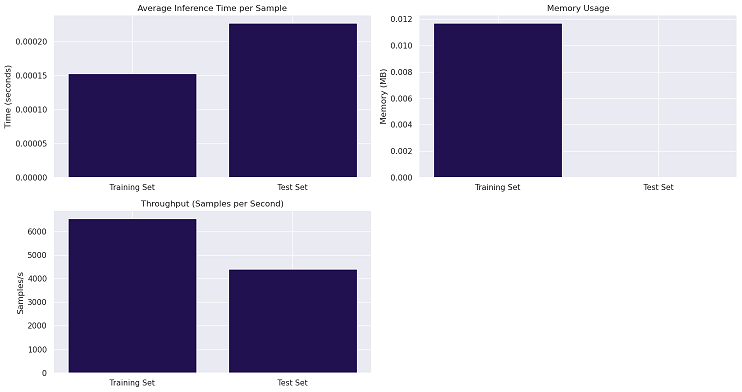 Average Inference Time per Sample
Time (seconds)
0.00020
0.00015
0.00010
0.00005
0.00000
Training Set
Test Set
Memory Usage
Memory (MB)
0.012
0.010
0.008
0.006
0.004
0.002
0.000
Training Set
Test Set
Throughput (Samples per Second)
Samples/s
6000
5000
4000
3000
2000
1000
0
Training Set
Test Set